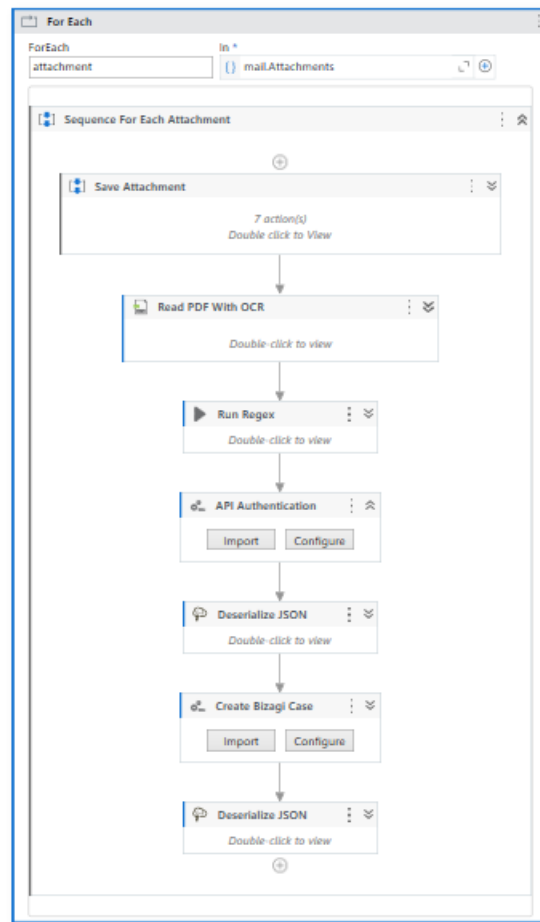 For Each
ForEach
In *
attachment
mail.Attachments
Sequence For Each Attachment
Save Attachment
7 action(s)
Double click to View
Read PDF With OCR
Double-click to view
Run Regex
Double-click to view
API Authentication
Import
Configure
Deserialize JSON
Double-click to view
Create Bizagi Case
Import
Configure
Deserialize JSON
Double-click to view